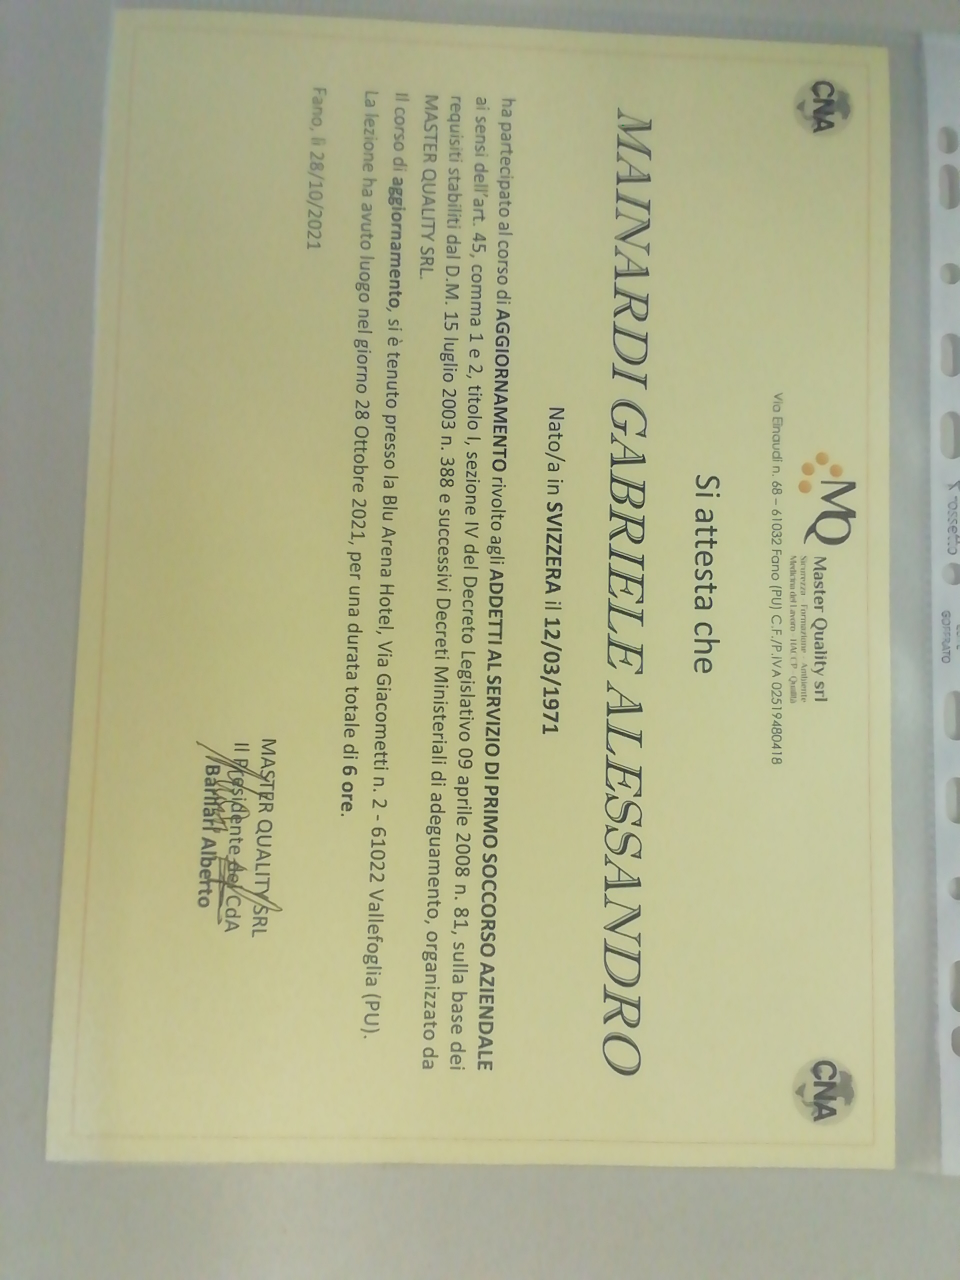 CNA
CNA
MQ Master Quality srl
Sicurezza - Formazione - Ambiente
Medicina del Lavoro - HACCP - Qualità
Via Einaudi n. 68 – 61032 Fano (PU) C.F./P.IVA 02519480418
Si attesta che
MAINARDI GABRIELE ALESSANDRO
Nato/a in SVIZZERA il 12/03/1971
ha partecipato al corso di AGGIORNAMENTO rivolto agli ADDETTI AL SERVIZIO DI PRIMO SOCCORSO AZIENDALE
ai sensi dell'art. 45, comma 1 e 2, titolo I, sezione IV del Decreto Legislativo 09 aprile 2008 n. 81, sulla base dei
requisiti stabiliti dal D.M. 15 luglio 2003 n. 388 e successivi Decreti Ministeriali di adeguamento, organizzato da
MASTER QUALITY SRL.
Il corso di aggiornamento, si è tenuto presso la Blu Arena Hotel, Via Giacometti n. 2 - 61022 Vallefoglia (PU).
La lezione ha avuto luogo nel giorno 28 Ottobre 2021, per una durata totale di 6 ore.
Fano, lì 28/10/2021
MASTER QUALITY SRL
Il Presidente del CdA
Alberto
rossetto
GOFFRATO